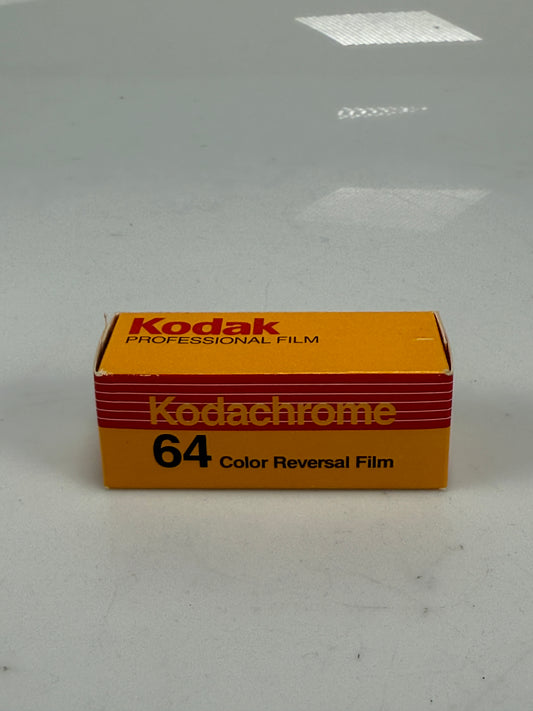 Kodak
PROFESSIONAL FILM
Kodachrome
64 Color Reversal Film